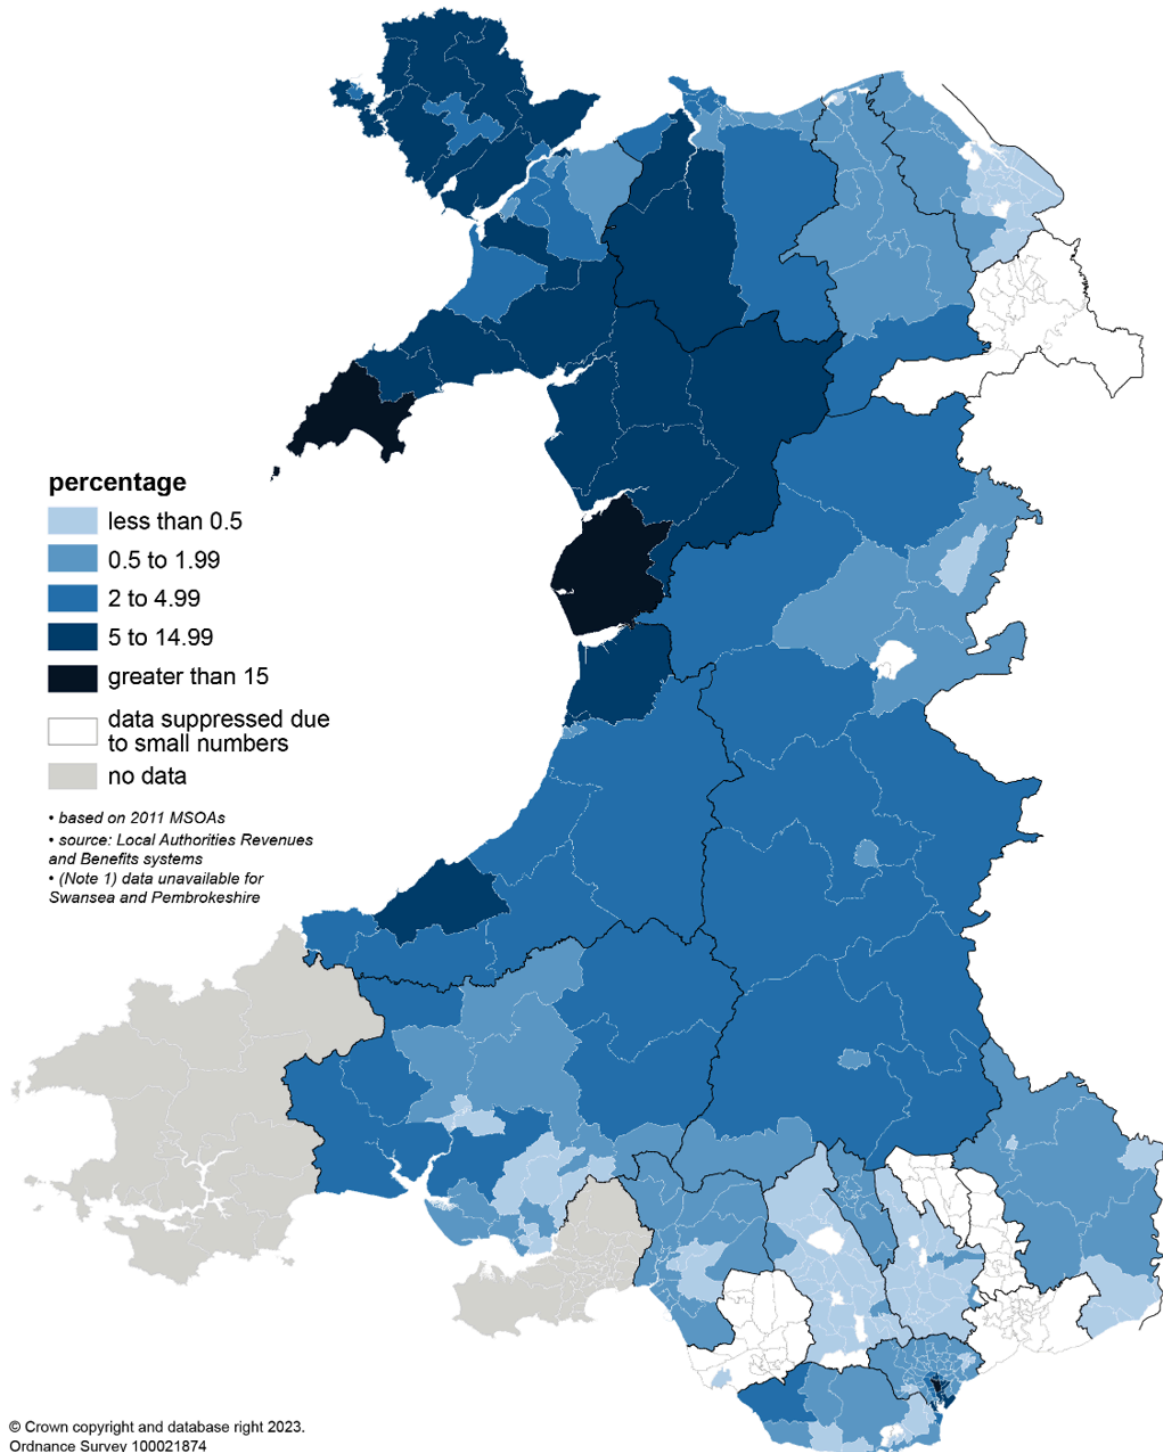 percentage
less than 0.5
0.5 to 1.99
2 to 4.99
5 to 14.99
greater than 15
data suppressed due
to small numbers
no data
• based on 2011 MSOAs
• source: Local Authorities Revenues
and Benefits systems
• (Note 1) data unavailable for
Swansea and Pembrokeshire
© Crown copyright and database right 2023.
Ordnance Survey 100021874